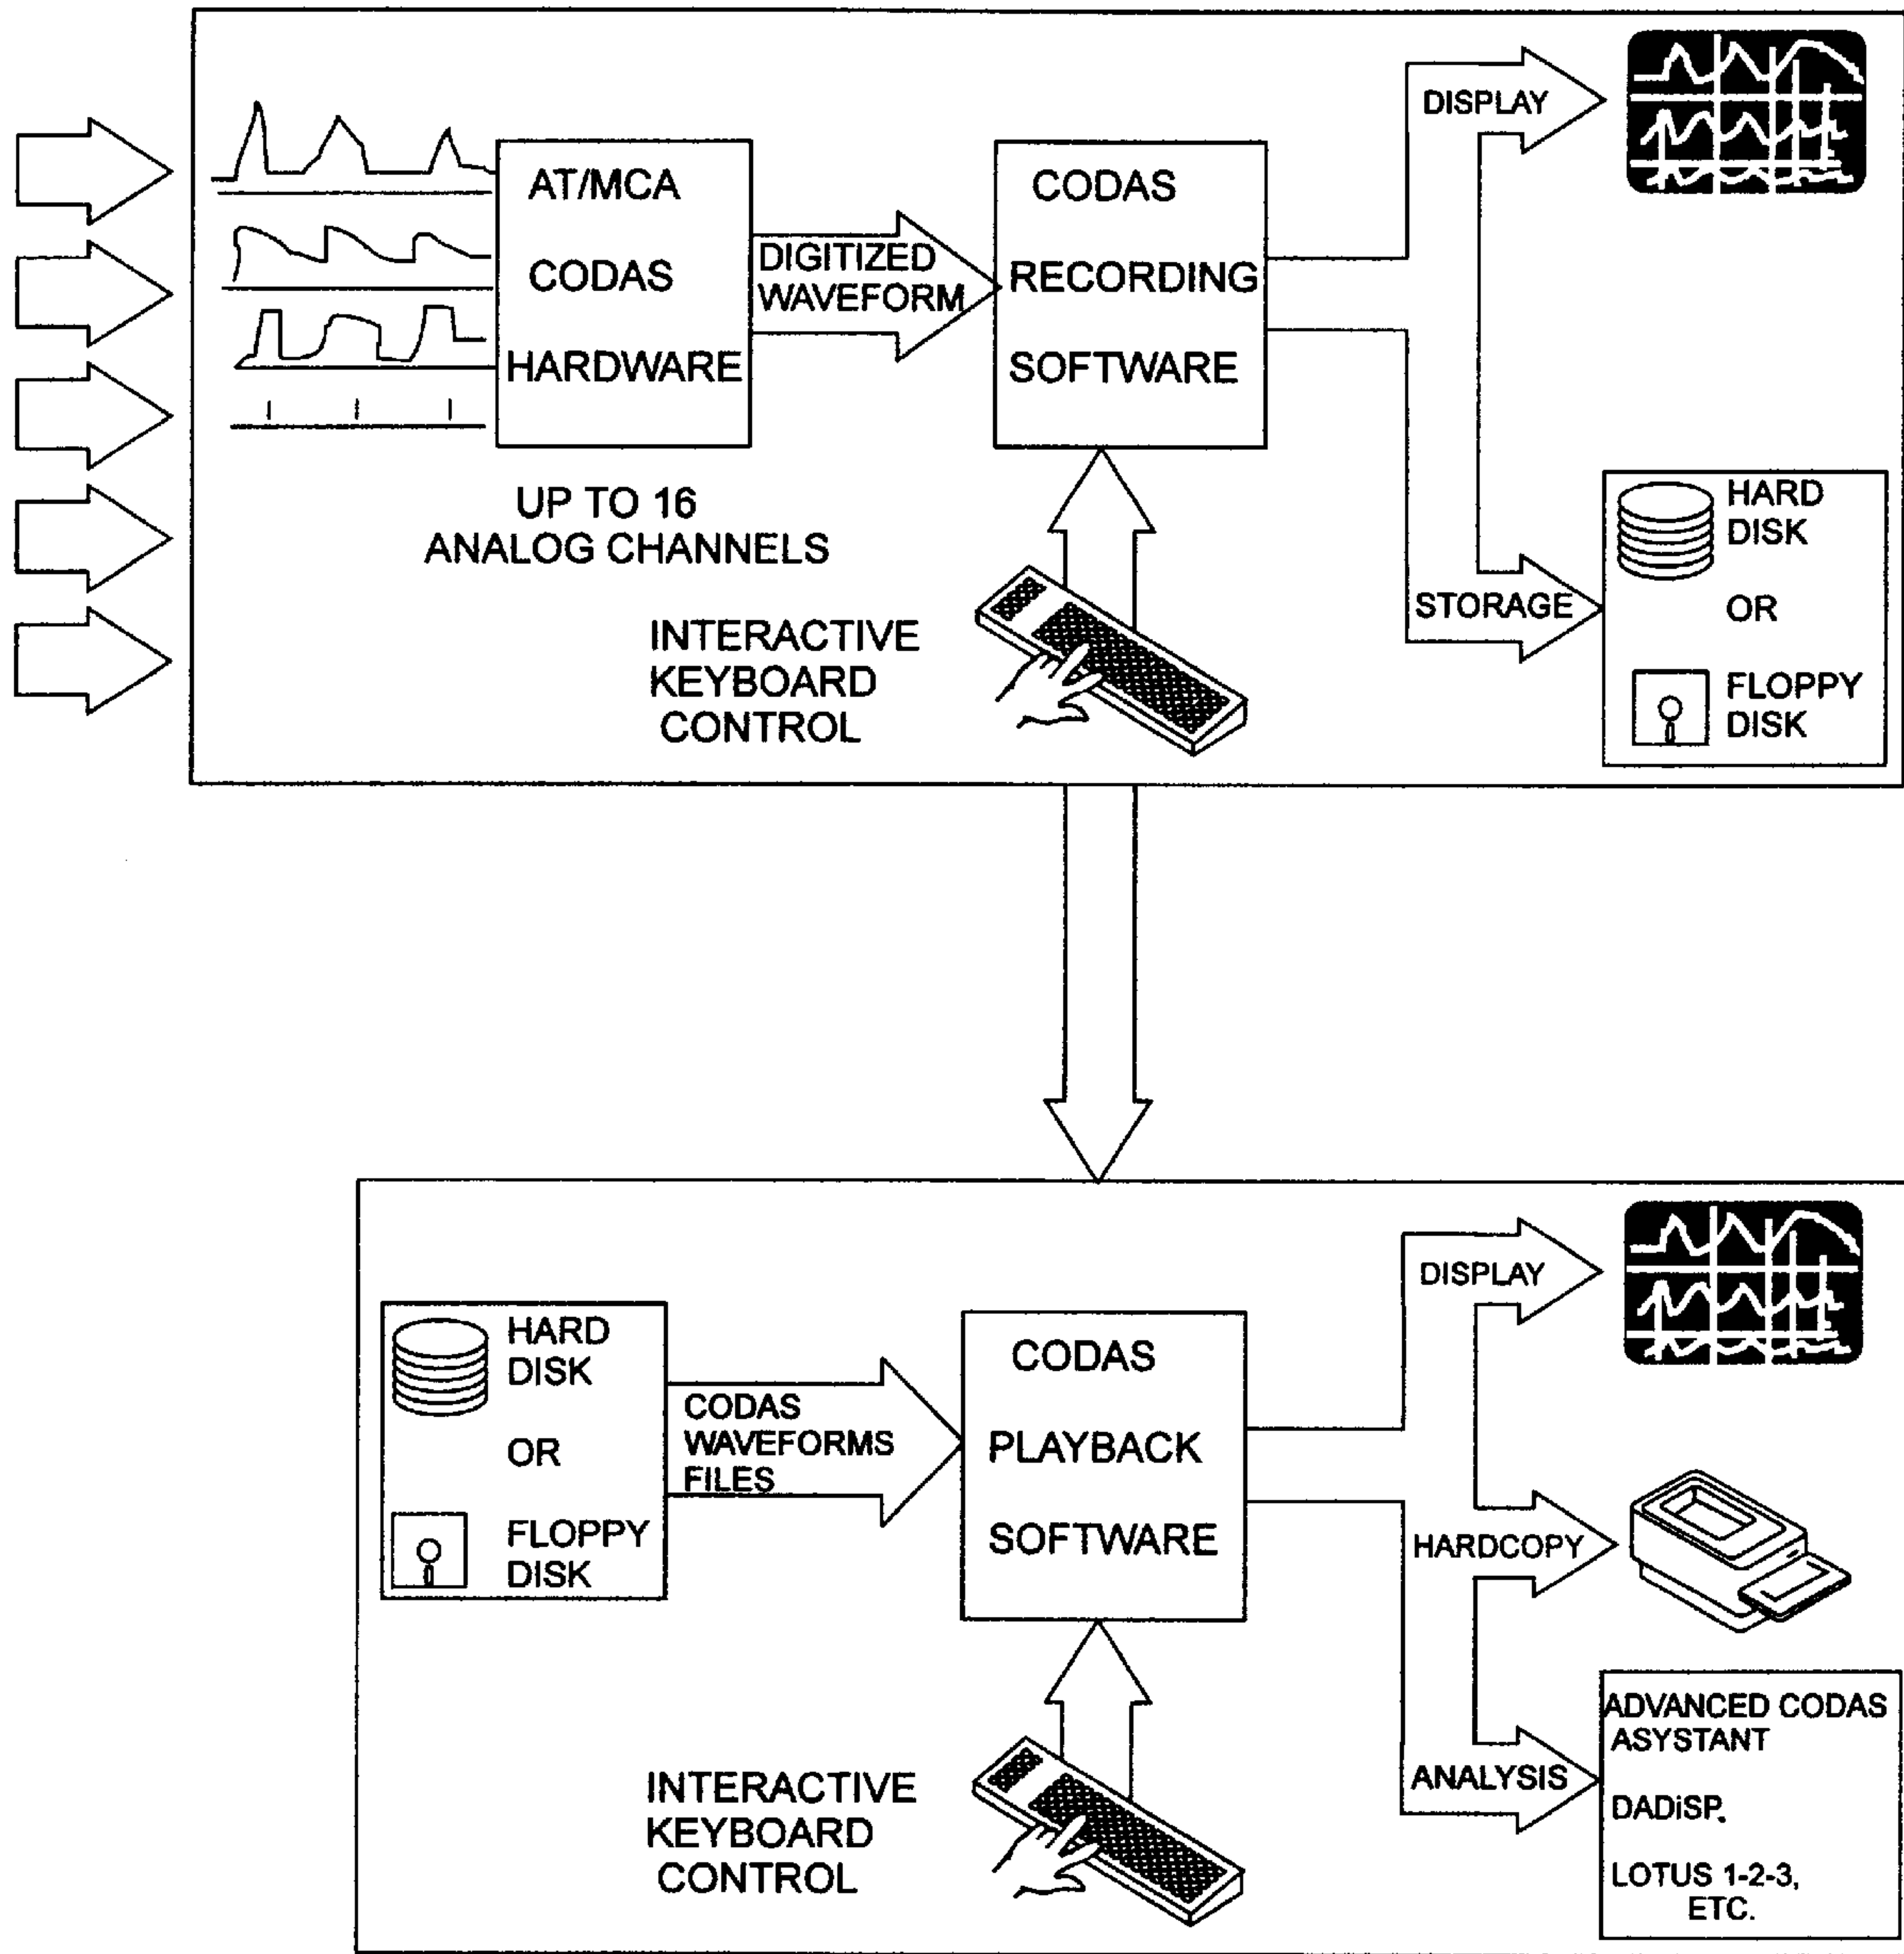 AT/MCA
CODAS
HARDWARE
DIGITIZED
WAVEFORM
CODAS
RECORDING
SOFTWARE
DISPLAY
STORAGE
HARD
DISK
OR
FLOPPY
DISK
UP TO 16
ANALOG CHANNELS
INTERACTIVE
KEYBOARD
CONTROL
HARD
DISK
OR
FLOPPY
DISK
CODAS
WAVEFORMS
FILES
CODAS
PLAYBACK
SOFTWARE
DISPLAY
HARDCOPY
ANALYSIS
ADVANCED CODAS
ASYSTANT
DADiSP.
LOTUS 1-2-3,
ETC.
INTERACTIVE
KEYBOARD
CONTROL